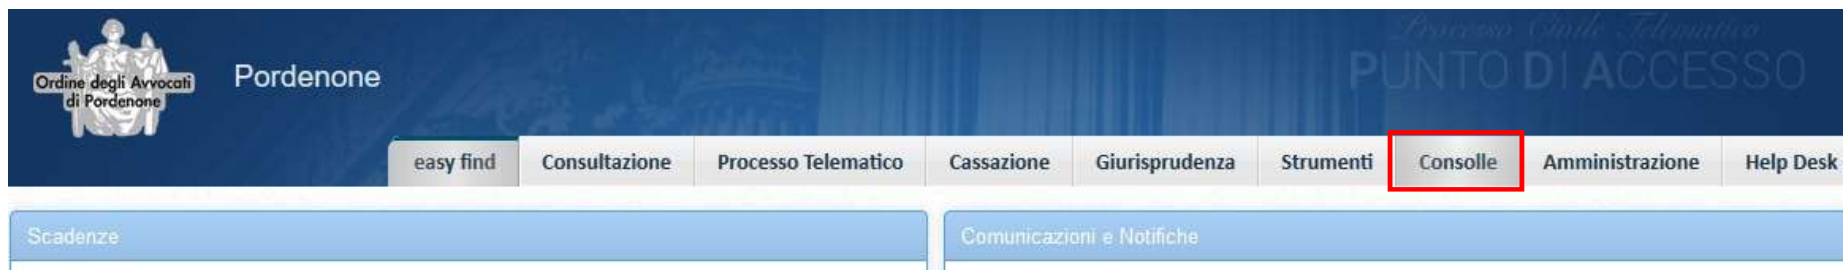 Processo Civile Telematico
PUNTO DI ACCESSO
Ordine degli Avvocati
di Pordenone
Pordenone
easy find Consultazione Processo Telematico Cassazione Giurisprudenza Strumenti Consolle Amministrazione Help Desk
Scadenze Comunicazioni e Notifiche